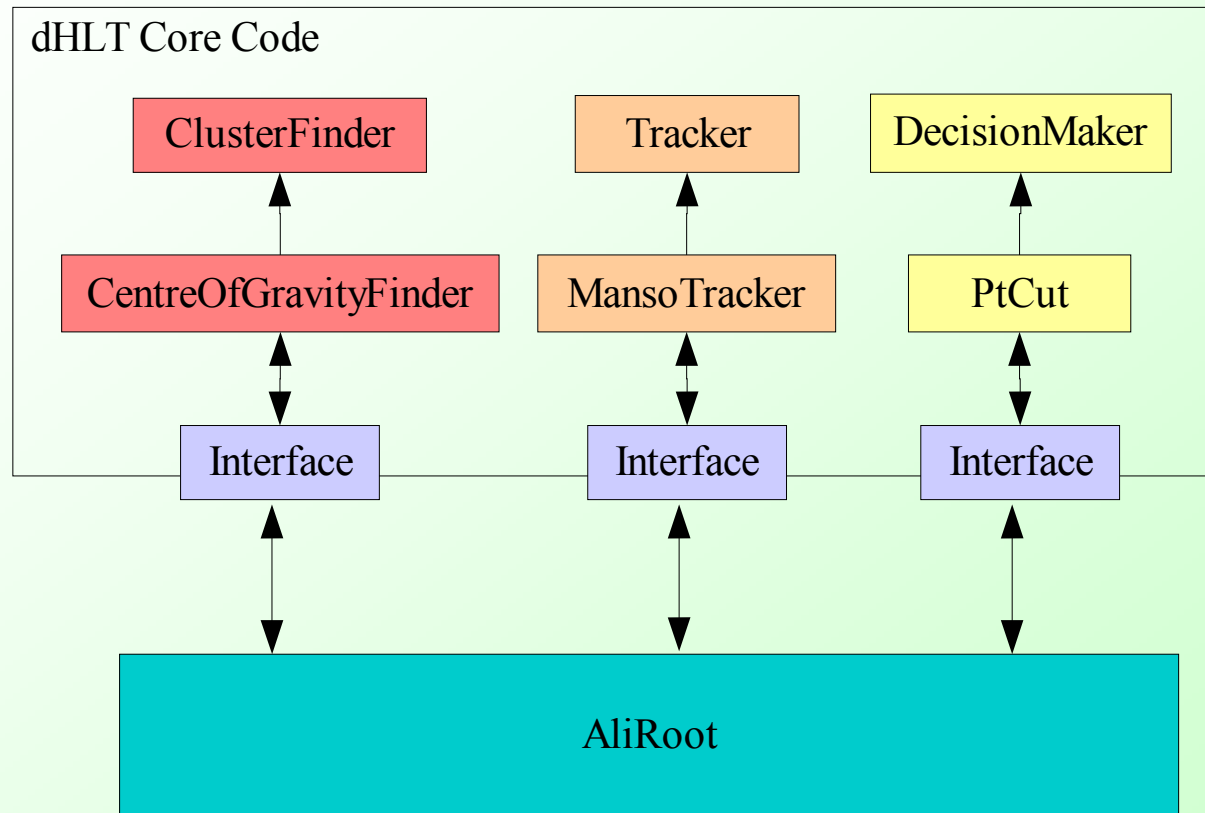 dHLT Core Code
ClusterFinder
Tracker
DecisionMaker
CentreOfGravityFinder
MansoTracker
PtCut
Interface
Interface
Interface
AliRoot